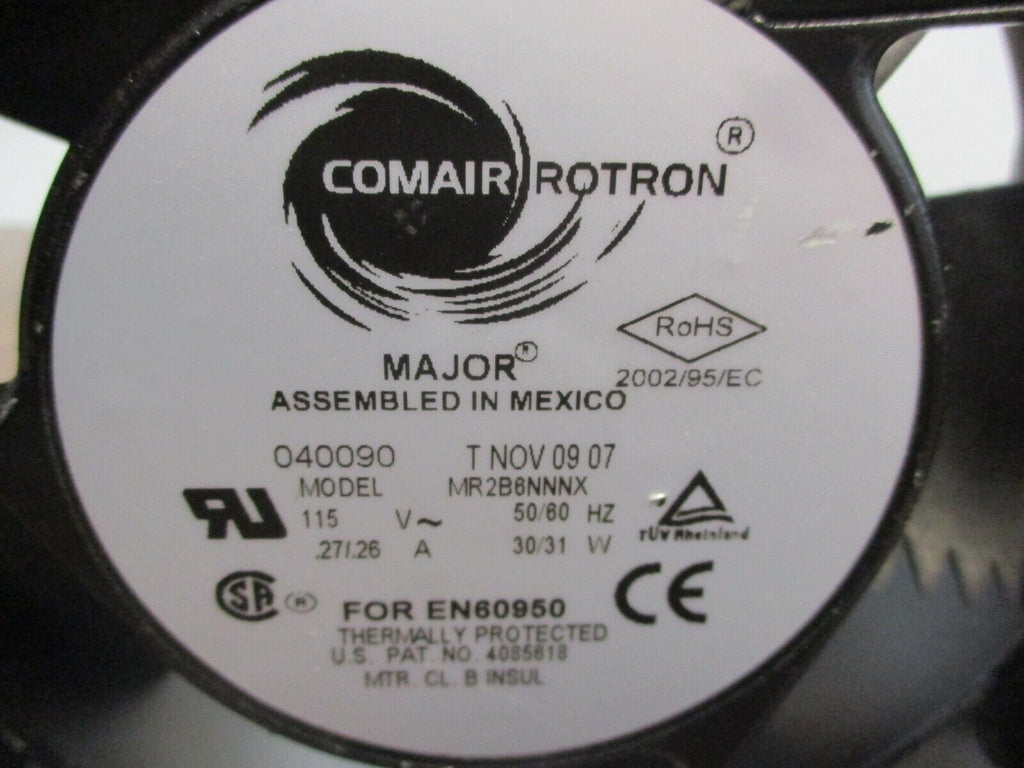 COMAIR ROTRON ®
RoHS
2002/95/EC
MAJOR®
ASSEMBLED IN MEXICO
040090 T NOV 09 07
MODEL MR2B6NNNX
115 V~ 50/60 HZ
.27/.26 A 30/31 W
TÜV Rheinland
CSA ®
CE
FOR EN60950
THERMALLY PROTECTED
U.S. PAT. NO. 4085618
MTR. CL. B INSUL